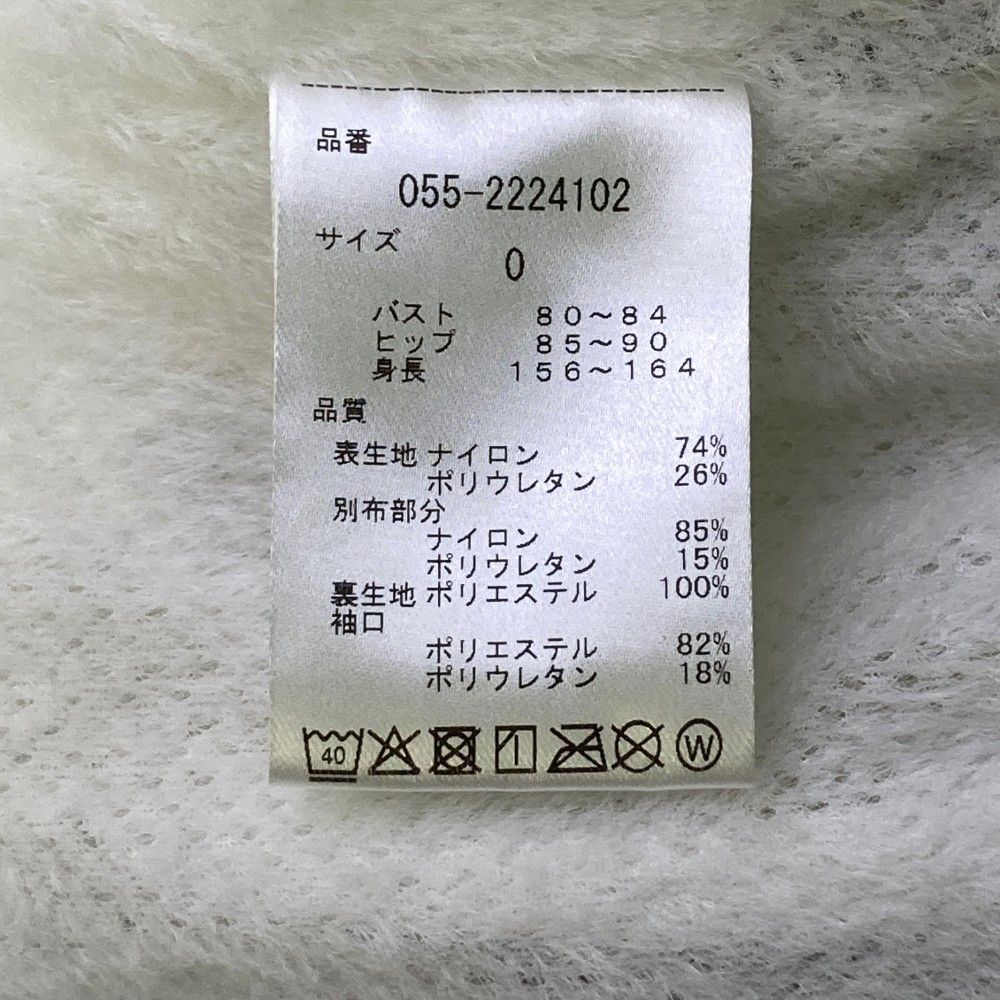 品番
055-2224102
サイズ
0
バスト 80～84
ヒップ 85～90
身長 156～164
品質
表生地 ナイロン 74%
ポリウレタン 26%
別布部分
ナイロン 85%
ポリウレタン 15%
裏生地 ポリエステル 100%
袖口
ポリエステル 82%
ポリウレタン 18%
40 W